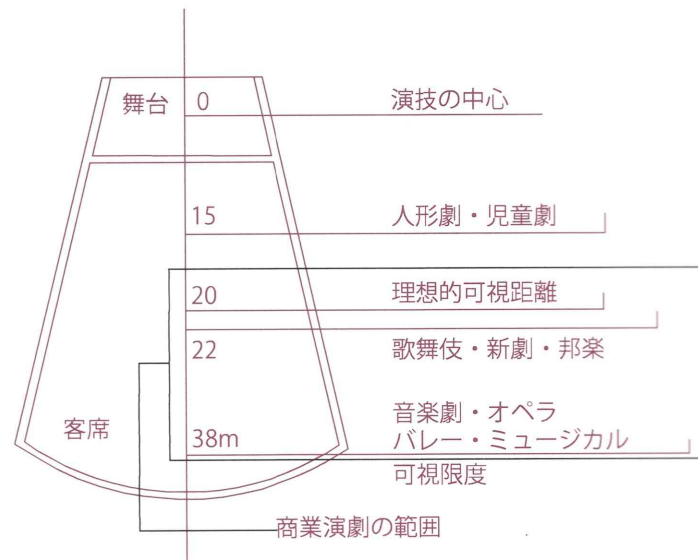 舞台
0
演技の中心
15
人形劇・児童劇
20
理想的可視距離
22
歌舞伎・新劇・邦楽
客席
38m
音楽劇・オペラ
バレー・ミュージカル
可視限度
商業演劇の範囲